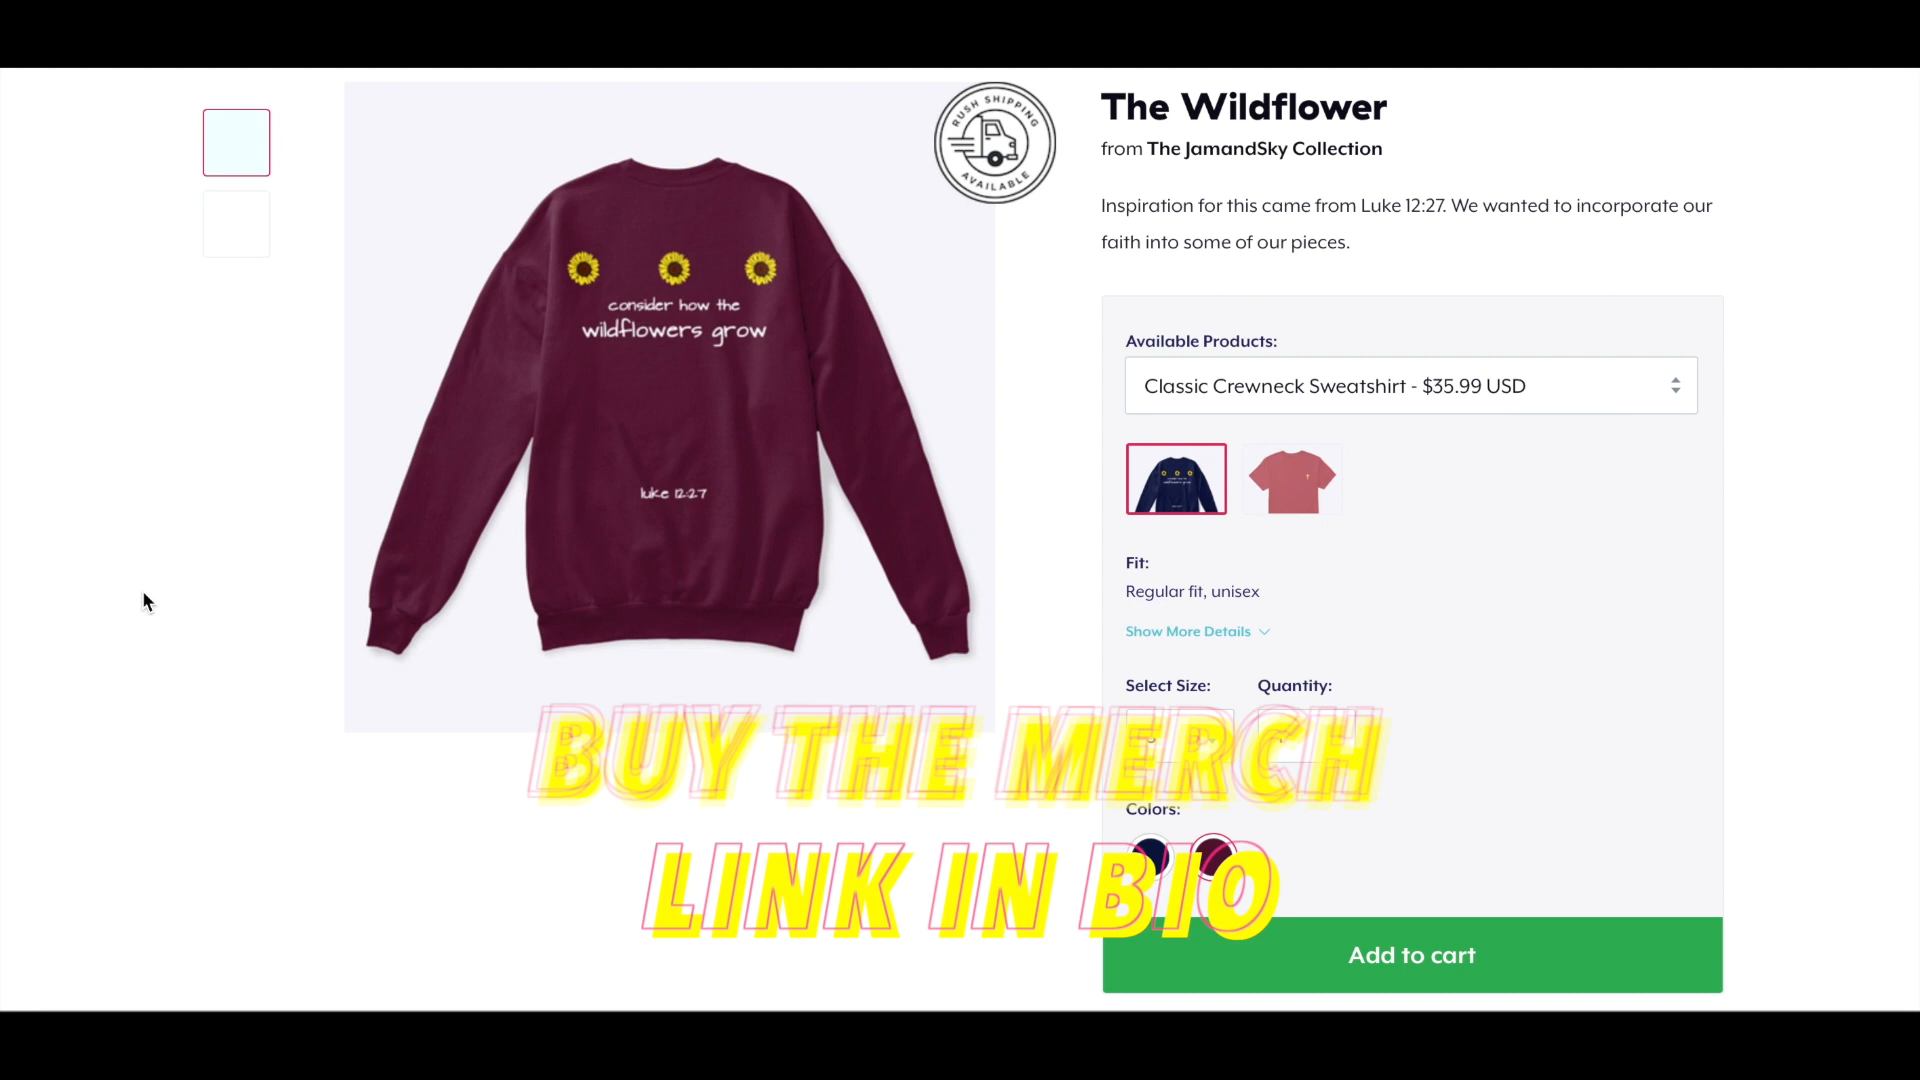 RUSH SHIPPING
AVAILABLE
consider how the
wildflowers grow
luke 12:27
The Wildflower
from The JamandSky Collection
Inspiration for this came from Luke 12:27. We wanted to incorporate our
faith into some of our pieces.
Available Products:
Classic Crewneck Sweatshirt - $35.99 USD
Fit:
Regular fit, unisex
Show More Details
Select Size: Quantity:
Colors:
Add to cart
BUY THE MERCH
LINK IN BIO